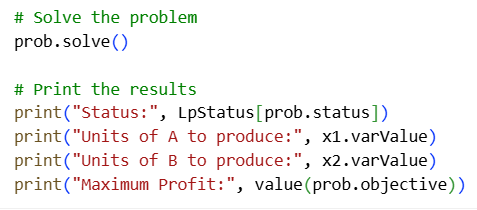 # Solve the problem
prob.solve()
# Print the results
print("Status:", LpStatus[prob.status])
print("Units of A to produce:", x1.varValue)
print("Units of B to produce:", x2.varValue)
print("Maximum Profit:", value(prob.objective))